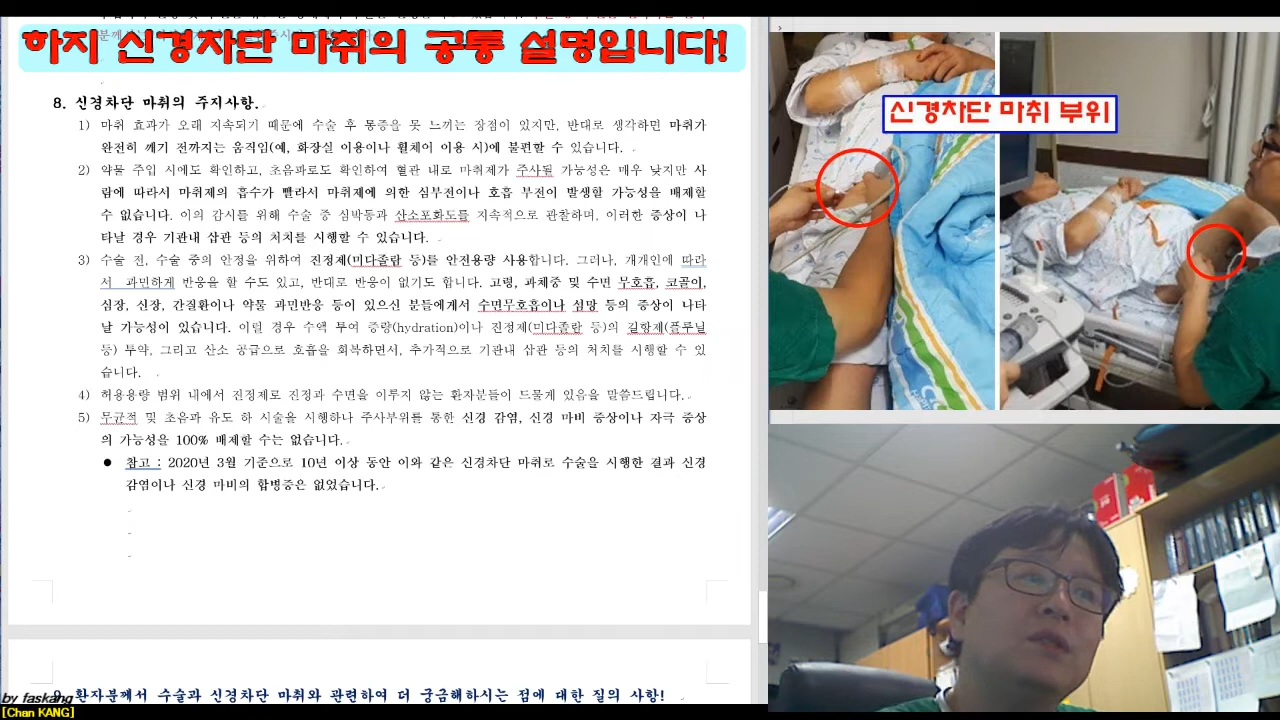 하지 신경차단 마취의 공통 설명입니다!
8. 신경차단 마취의 주지사항.
1) 마취 효과가 오래 지속되기 때문에 수술 후 통증을 못 느끼는 장점이 있지만, 반대로 생각하면 마취가
완전히 깨기 전까지는 움직임(예, 화장실 이용이나 휠체어 이용 시)에 불편할 수 있습니다.
2) 약물 주입 시에도 확인하고, 초음파로도 확인하여 혈관 내로 마취제가 주사될 가능성은 매우 낮지만 사
람에 따라서 마취제의 흡수가 빨라서 마취제에 의한 심부전이나 호흡 부전이 발생할 가능성을 배제할
수 없습니다. 이의 감시를 위해 수술 중 심박동과 산소포화도를 지속적으로 관찰하며, 이러한 증상이 나
타날 경우 기관내 삽관 등의 처치를 시행할 수 있습니다.
3) 수술 전, 수술 중의 안정을 위하여 진정제(미다졸람 등)를 안전용량 사용합니다. 그러나, 개개인에 따라
서 과민하게 반응을 할 수도 있고, 반대로 반응이 없기도 합니다. 고령, 과체중 및 수면 무호흡, 코골이,
심장, 신장, 간질환이나 약물 과민반응 등이 있으신 분들에게서 수면무호흡이나 섬망 등의 증상이 나타
날 가능성이 있습니다. 이럴 경우 수액 투여 증량(hydration)이나 진정제(미다졸람 등)의 길항제(플루닐
등) 투약, 그리고 산소 공급으로 호흡을 회복하면서, 추가적으로 기관내 삽관 등의 처치를 시행할 수 있
습니다.
4) 허용용량 범위 내에서 진정제로 진정과 수면을 이루지 않는 환자분들이 드물게 있음을 말씀드립니다.
5) 무균적 및 초음파 유도 하 시술을 시행하나 주사부위를 통한 신경 감염, 신경 마비 증상이나 자극 증상
의 가능성을 100% 배제할 수는 없습니다.
● 참고 : 2020년 3월 기준으로 10년 이상 동안 이와 같은 신경차단 마취로 수술을 시행한 결과 신경
감염이나 신경 마비의 합병증은 없었습니다.
9. 환자분께서 수술과 신경차단 마취와 관련하여 더 궁금해하시는 점에 대한 질의 사항!
by faskang
[Chan KANG]
신경차단 마취 부위